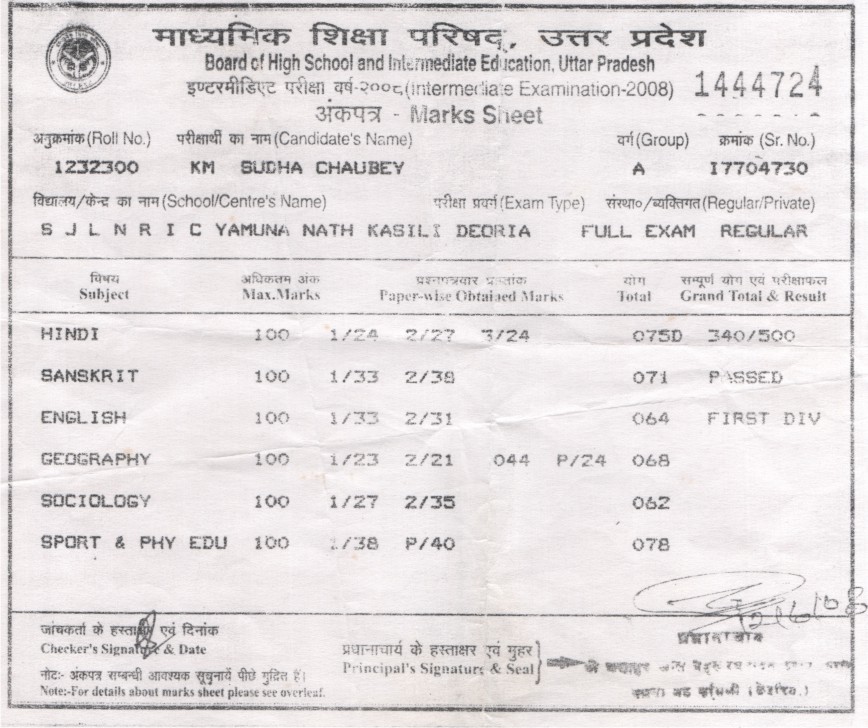 माध्यमिक शिक्षा परिषद्, उत्तर प्रदेश
Board of High School and Intermediate Education, Uttar Pradesh
इण्टरमीडिएट परीक्षा वर्ष-२००८(Intermediate Examination-2008) 1444724
अंकपत्र - Marks Sheet
अनुक्रमांक(Roll No.) परीक्षार्थी का नाम(Candidate's Name) वर्ग(Group) क्रमांक (Sr. No.)
1232300 KM SUDHA CHAUBEY A 17704730
विद्यालय/केन्द्र का नाम(School/Centre's Name) परीक्षा प्रवर्ग(Exam Type) संस्था०/व्यक्तिगत(Regular/Private)
S J L N R I C YAMUNA NATH KASILI DEORIA FULL EXAM REGULAR
विषय अधिकतम अंक प्रश्नपत्रवार प्राप्तांक योग सम्पूर्ण योग एवं परीक्षाफल
Subject Max.Marks Paper-wise Obtained Marks Total Grand Total & Result
HINDI 100 1/24 2/27 3/24 075D 340/500
SANSKRIT 100 1/33 2/38 071 PASSED
ENGLISH 100 1/33 2/31 064 FIRST DIV
GEOGRAPHY 100 1/23 2/21 044 P/24 068
SOCIOLOGY 100 1/27 2/35 062
SPORT & PHY EDU 100 1/38 P/40 078
जांचकर्ता के हस्ताक्षर एवं दिनांक
Checker's Signature & Date
प्रधानाचार्य के हस्ताक्षर एवं मुहर
Principal's Signature & Seal
प्रधानाचार्य
नोटः- अंकपत्र सम्बन्धी आवश्यक सूचनायें पीछे मुद्रित हैं।
Note:-For details about marks sheet please see overleaf.